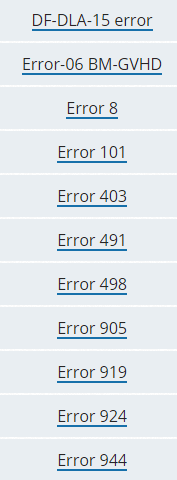 DF-DLA-15 error
Error-06 BM-GVHD
Error 8
Error 101
Error 403
Error 491
Error 498
Error 905
Error 919
Error 924
Error 944